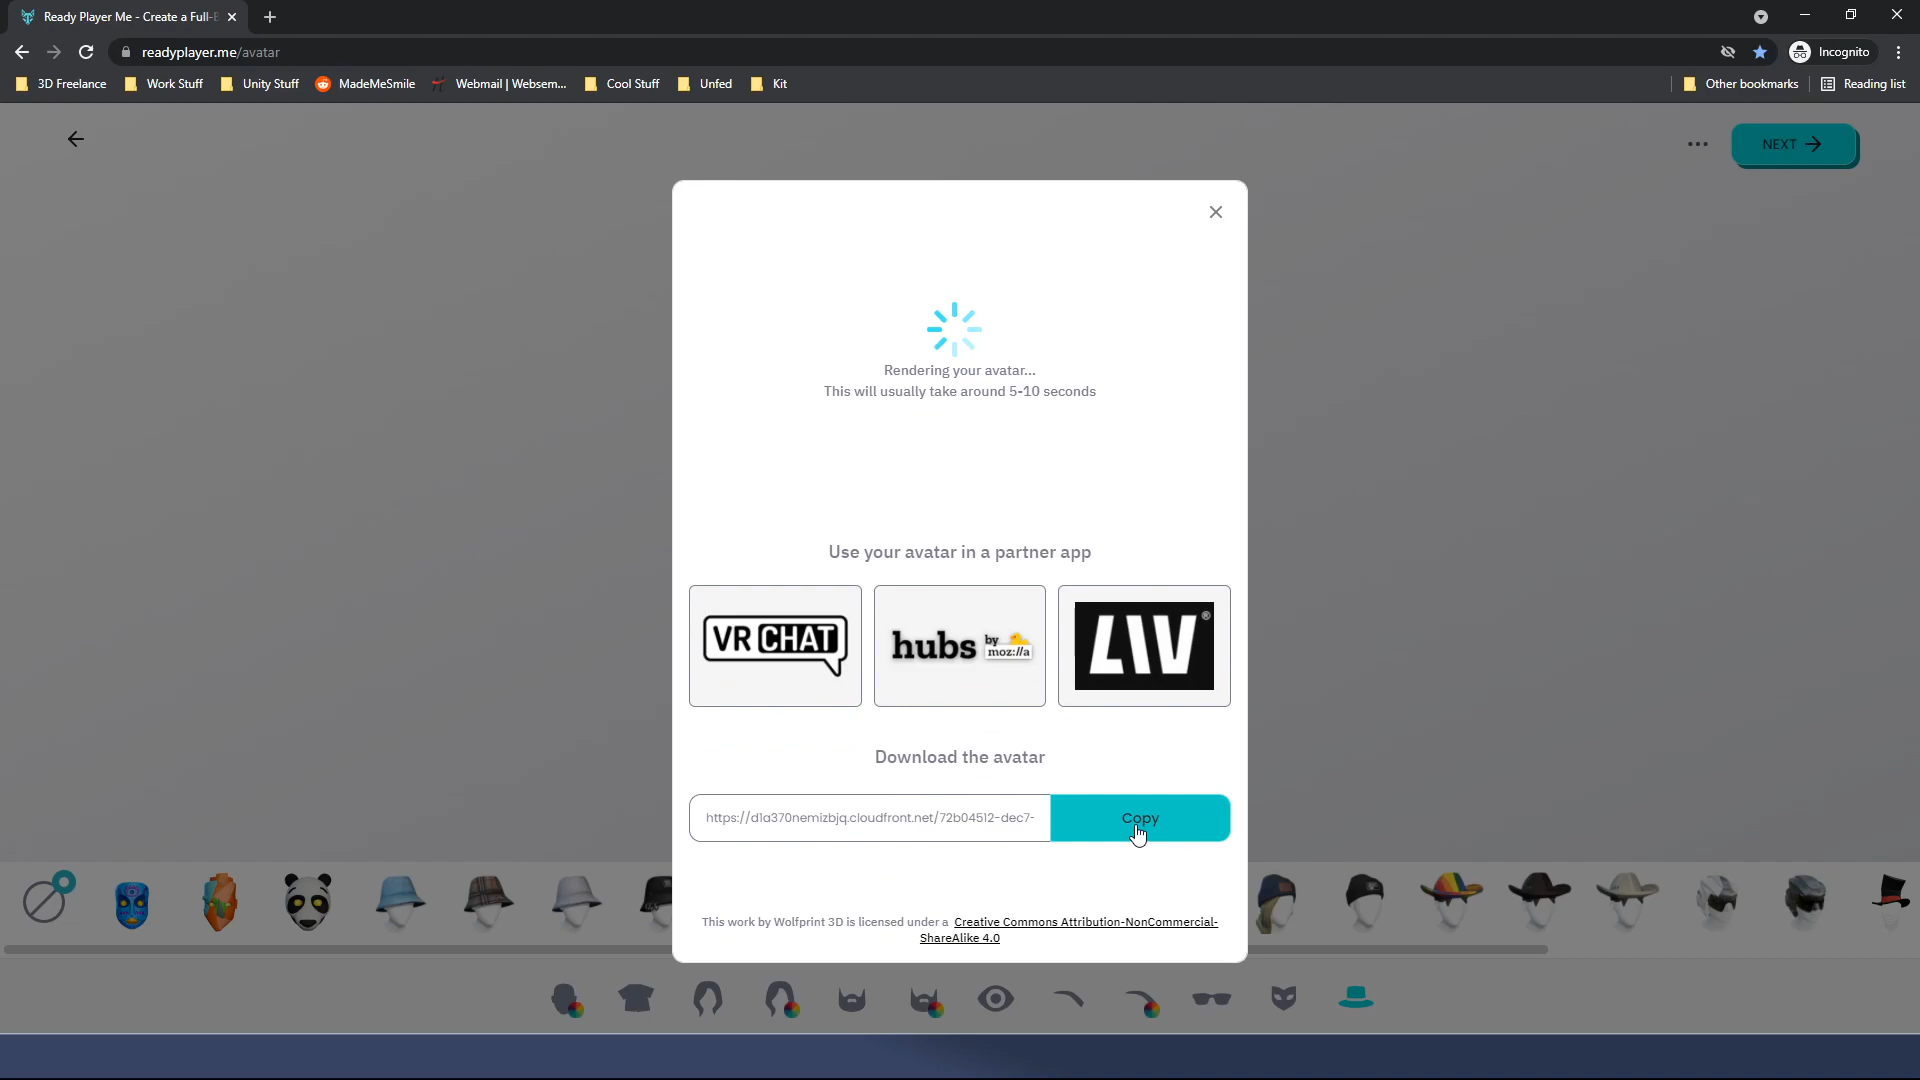 Ready Player Me - Create a Full-B
readyplayer.me/avatar
Incognito
3D Freelance
Work Stuff
Unity Stuff
MadeMeSmile
Webmail | Websem...
Cool Stuff
Unfed
Kit
Other bookmarks
Reading list
NEXT
Rendering your avatar...
This will usually take around 5-10 seconds
Use your avatar in a partner app
VR CHAT
hubs by moz://a
LIV ®
Download the avatar
https://d1a370nemizbjq.cloudfront.net/72b04512-dec7-
Copy
This work by Wolfprint 3D is licensed under a Creative Commons Attribution-NonCommercial-
ShareAlike 4.0